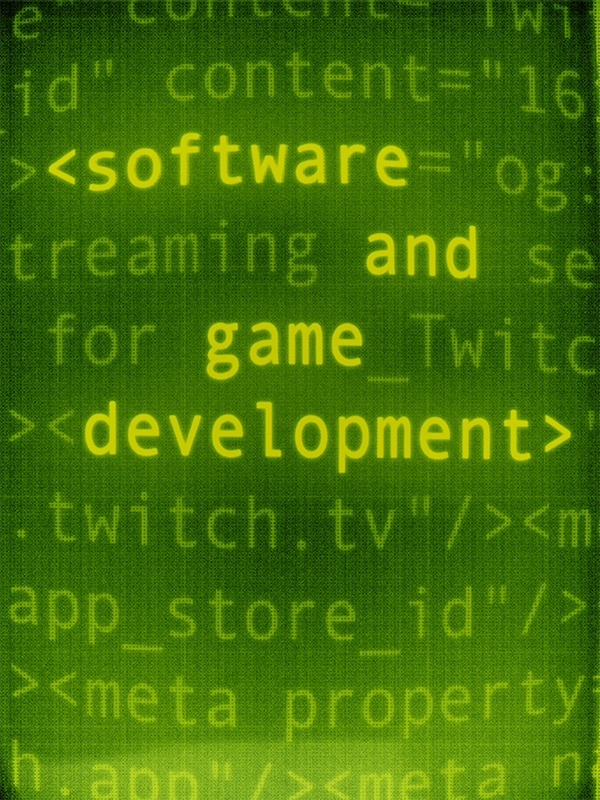 e" content="Twi
id" content="16
><software="og:
treaming and se
for game_Twitc
><development>"
.twitch.tv"/><m
app_store_id"/>
><meta property
h.app"/><meta n